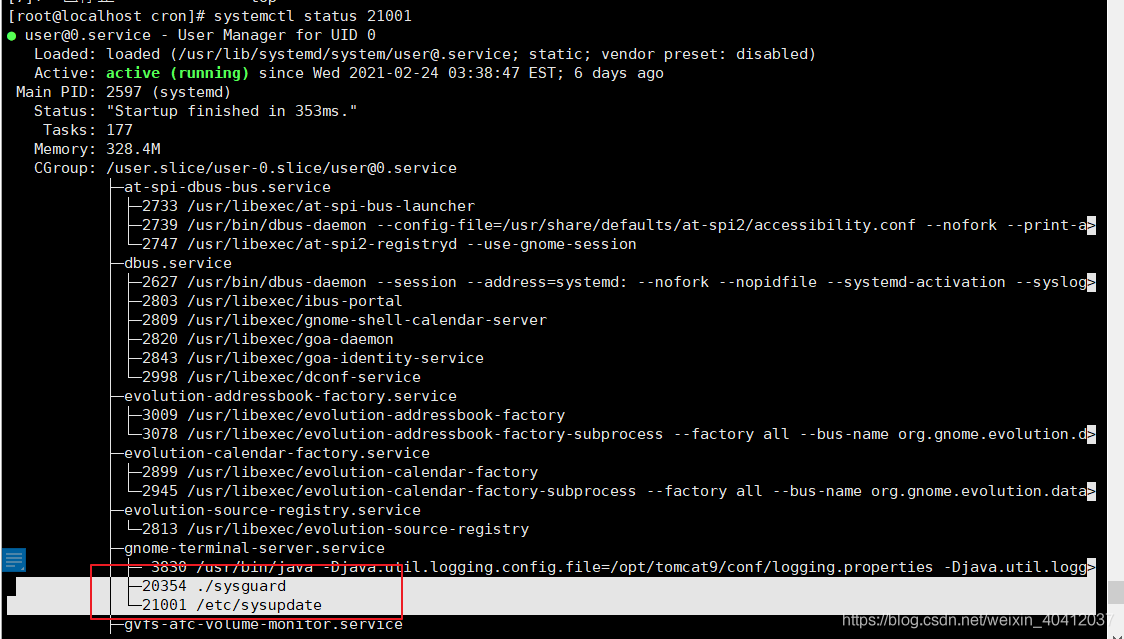 [root@localhost cron]# systemctl status 21001
● user@0.service - User Manager for UID 0
Loaded: loaded (/usr/lib/systemd/system/user@.service; static; vendor preset: disabled)
Active: active (running) since Wed 2021-02-24 03:38:47 EST; 6 days ago
Main PID: 2597 (systemd)
Status: "Startup finished in 353ms."
Tasks: 177
Memory: 328.4M
CGroup: /user.slice/user-0.slice/user@0.service
├─at-spi-dbus-bus.service
│ ├─2733 /usr/libexec/at-spi-bus-launcher
│ ├─2739 /usr/bin/dbus-daemon --config-file=/usr/share/defaults/at-spi2/accessibility.conf --nofork --print-a>
│ └─2747 /usr/libexec/at-spi2-registryd --use-gnome-session
├─dbus.service
│ ├─2627 /usr/bin/dbus-daemon --session --address=systemd: --nofork --nopidfile --systemd-activation --syslog>
│ ├─2803 /usr/libexec/ibus-portal
│ ├─2809 /usr/libexec/gnome-shell-calendar-server
│ ├─2820 /usr/libexec/goa-daemon
│ ├─2843 /usr/libexec/goa-identity-service
│ └─2998 /usr/libexec/dconf-service
├─evolution-addressbook-factory.service
│ ├─3009 /usr/libexec/evolution-addressbook-factory
│ └─3078 /usr/libexec/evolution-addressbook-factory-subprocess --factory all --bus-name org.gnome.evolution.d>
├─evolution-calendar-factory.service
│ ├─2899 /usr/libexec/evolution-calendar-factory
│ └─2945 /usr/libexec/evolution-calendar-factory-subprocess --factory all --bus-name org.gnome.evolution.data>
├─evolution-source-registry.service
│ └─2813 /usr/libexec/evolution-source-registry
├─gnome-terminal-server.service
│ ├─ 3830 /usr/bin/java -Djava.util.logging.config.file=/opt/tomcat9/conf/logging.properties -Djava.util.logg>
│ ├─20354 ./sysguard
│ └─21001 /etc/sysupdate
├─gvfs-afc-volume-monitor.service
https://blog.csdn.net/weixin_40412037